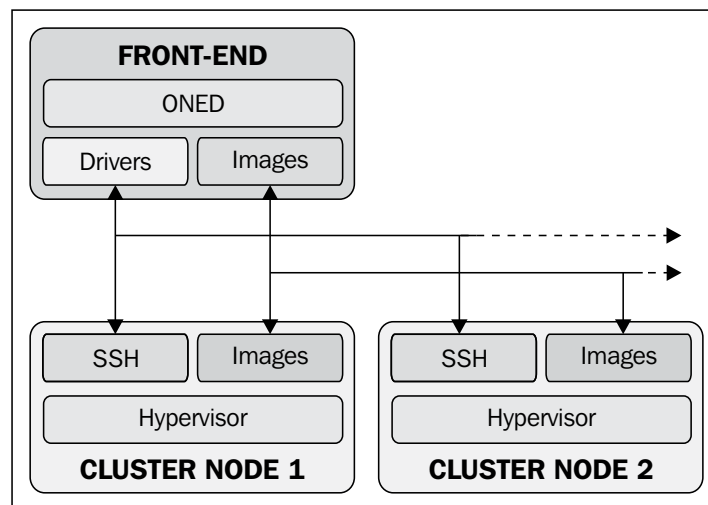 FRONT-END
ONED
Drivers
Images
SSH
Images
Hypervisor
CLUSTER NODE 1
SSH
Images
Hypervisor
CLUSTER NODE 2